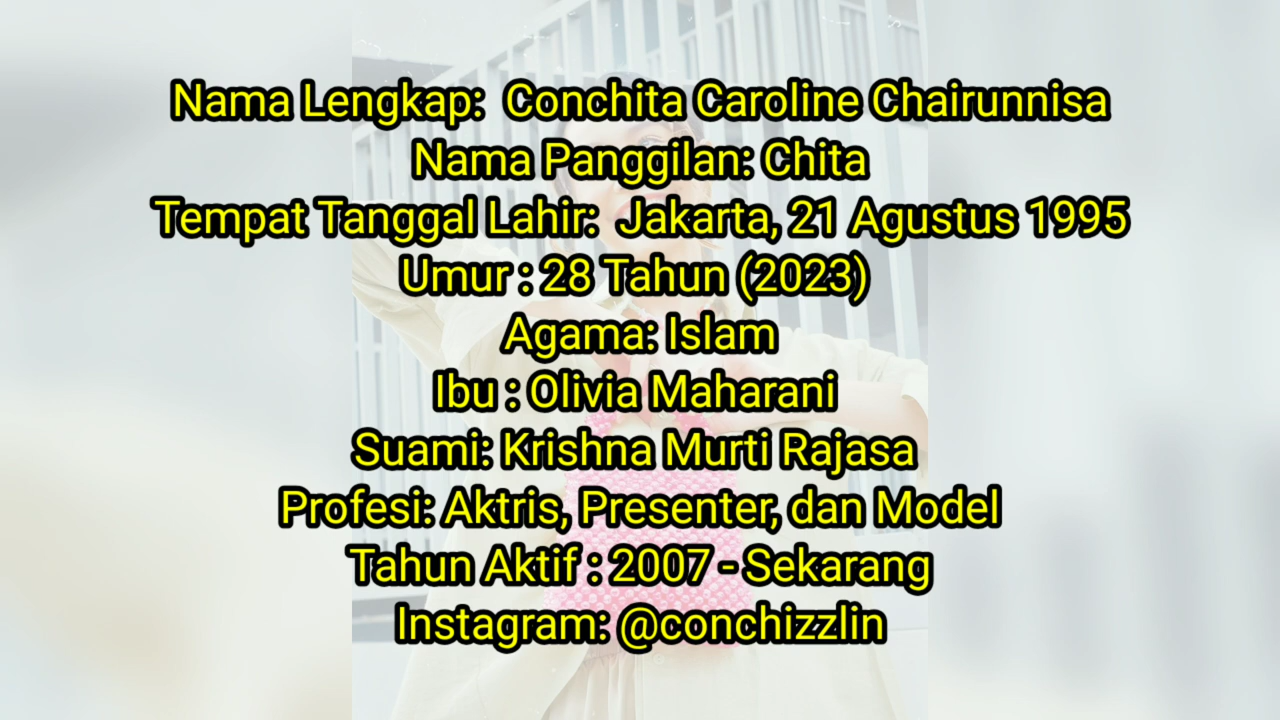 Nama Lengkap: Conchita Caroline Chairunnisa
Nama Panggilan: Chita
Tempat Tanggal Lahir: Jakarta, 21 Agustus 1995
Umur : 28 Tahun (2023)
Agama: Islam
Ibu : Olivia Maharani
Suami: Krishna Murti Rajasa
Profesi: Aktris, Presenter, dan Model
Tahun Aktif : 2007 - Sekarang
Instagram: @conchizzlin